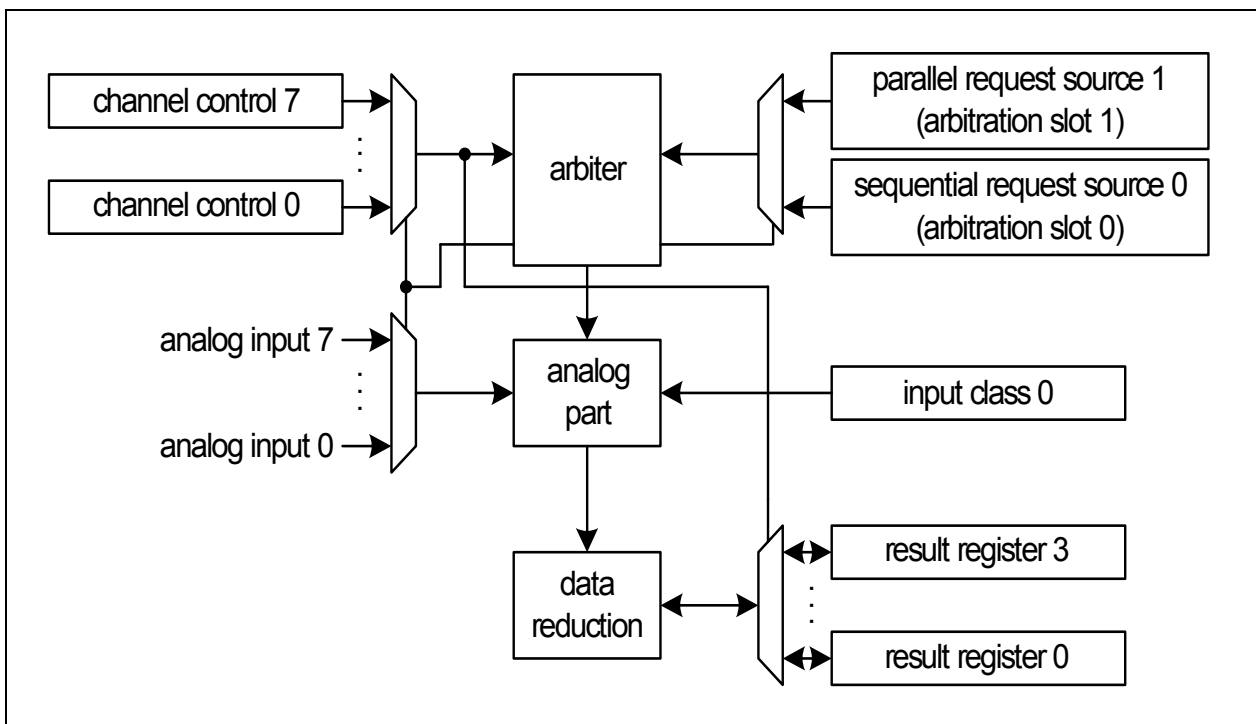 channel control 7
channel control 0
arbiter
parallel request source 1
(arbitration slot 1)
sequential request source 0
(arbitration slot 0)
analog input 7
analog input 0
analog
part
input class 0
data
reduction
result register 3
result register 0